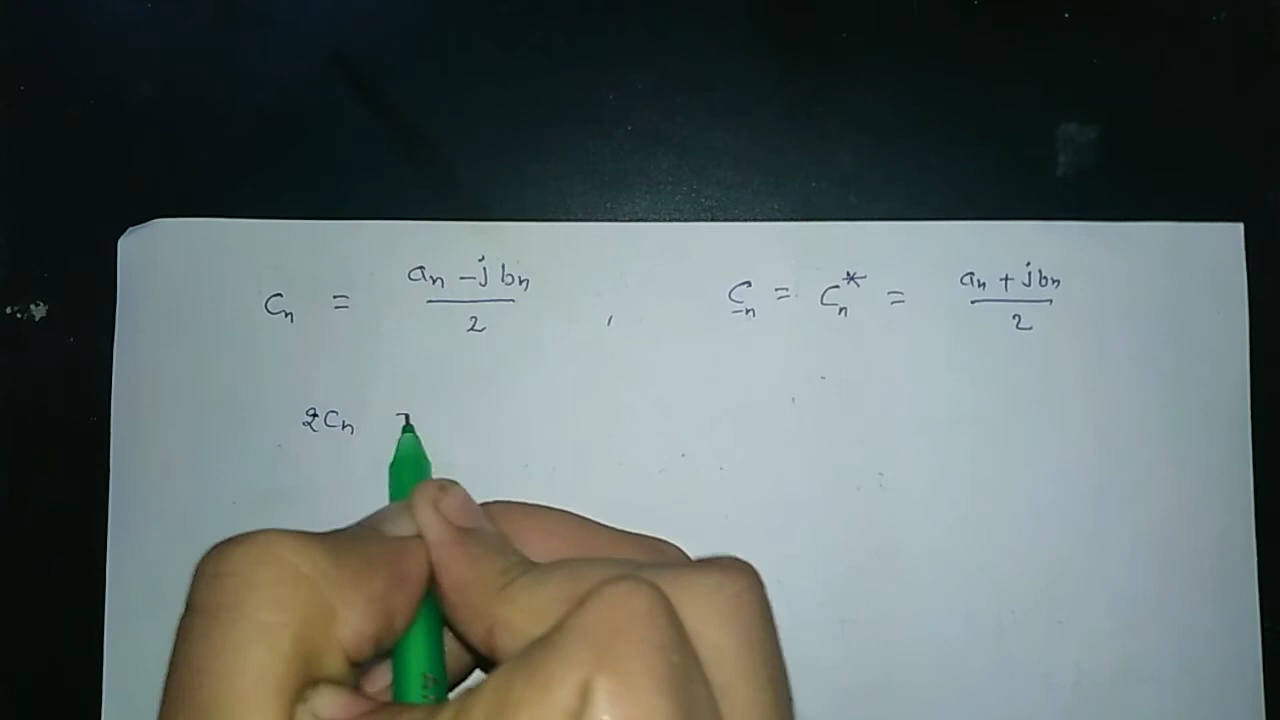 Cn = an - j bn / 2 , C-n = Cn* = an + j bn / 2
2Cn =